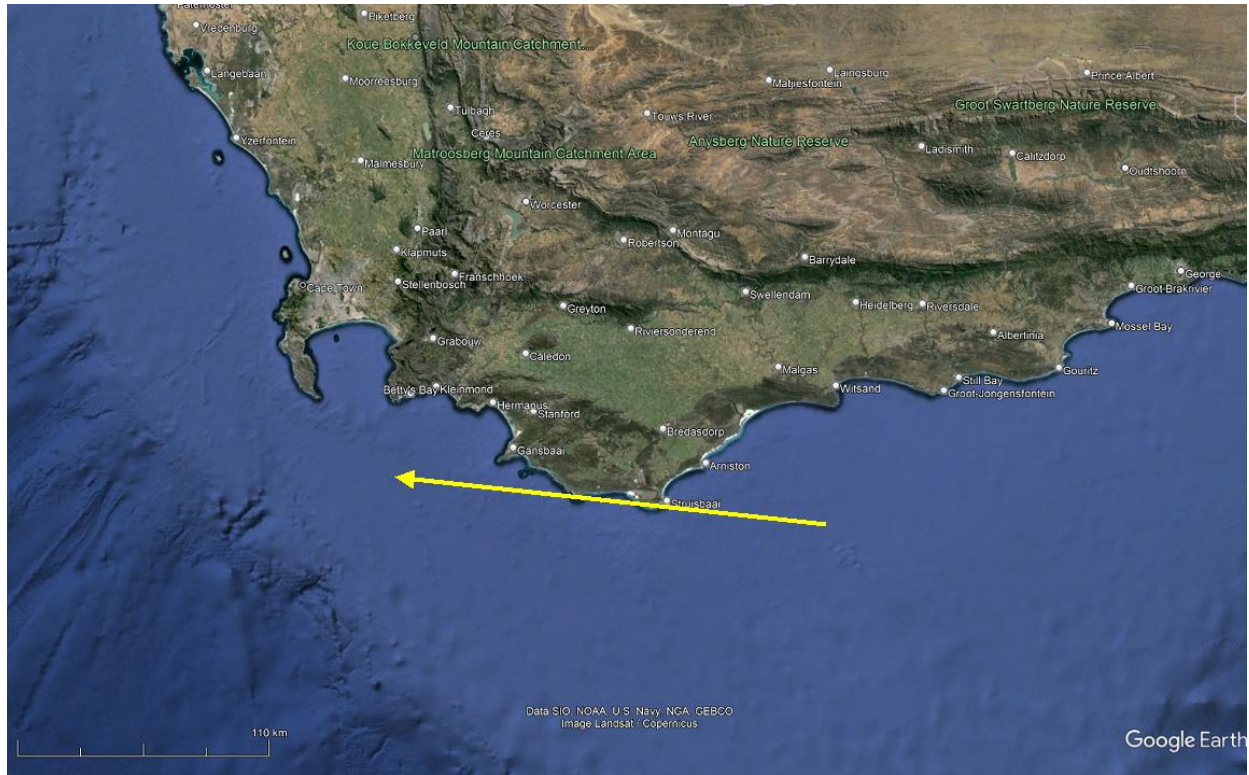 Paternoster
Piketberg
Vredenburg
Koue Bokkeveld Mountain Catchment....
Langebaan
Moorreesburg
Laingsburg
Matjiesfontein
Prince Albert
Groot Swartberg Nature Reserve
Tulbagh
Touws River
Ceres
Yzerfontein
Anysberg Nature Reserve
Ladismith
Matroosberg Mountain Catchment Area
Calitzdorp
Malmesbury
Oudtshoorn
Worcester
Paarl
Montagu
Robertson
Klapmuts
Barrydale
George
Franschhoek
Stellenbosch
Cape Town
Groot Brakrivier
Swellendam
Heidelberg
Riversdale
Greyton
Mossel Bay
Riviersonderend
Albertinia
Grabouw
Caledon
Malgas
Gouritz
Still Bay
Witsand
Betty's Bay
Kleinmond
Groot-Jongensfontein
Hermanus
Stanford
Bredasdorp
Gansbaai
Arniston
Struisbaai
Data SIO, NOAA, U.S. Navy, NGA, GEBCO
Image Landsat / Copernicus
110 km
Google Earth